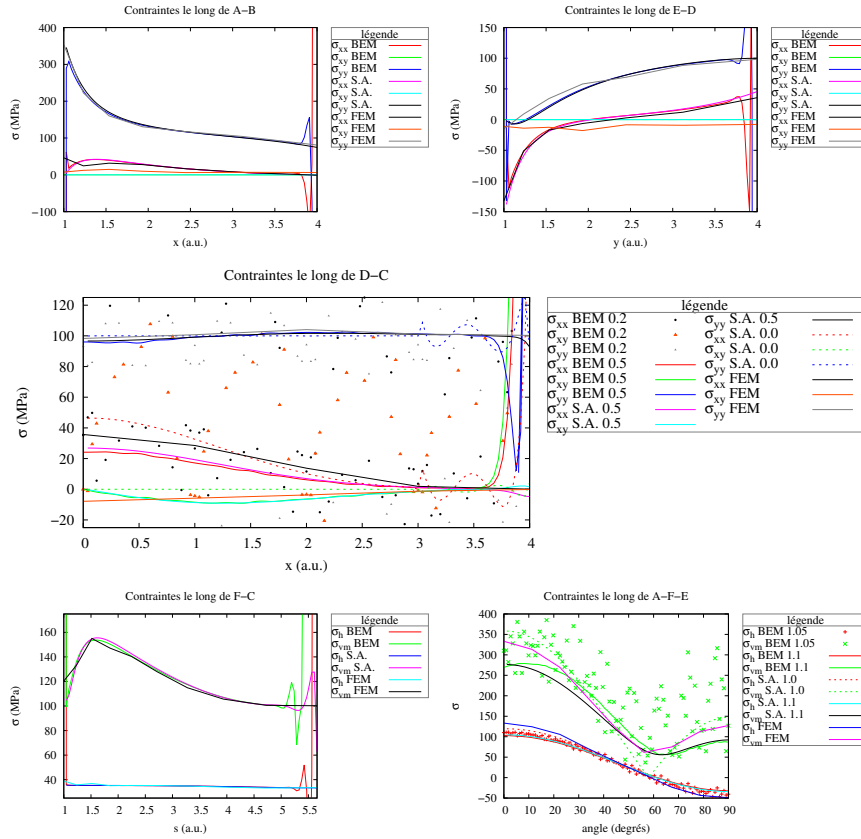 Contraintes le long de A−B
400
300
200
100
0
−100
σ (MPa)
1
1.5
2
2.5
3
3.5
4
x (a.u.)
légende
σxx BEM
σxy BEM
σyy BEM
σxx S.A.
σxy S.A.
σyy S.A.
σxx FEM
σxy FEM
σyy FEM
Contraintes le long de E−D
150
100
50
0
−50
−100
−150
σ (MPa)
1
1.5
2
2.5
3
3.5
4
y (a.u.)
légende
σxx BEM
σxy BEM
σyy BEM
σxx S.A.
σxy S.A.
σyy S.A.
σxx FEM
σxy FEM
σyy FEM
Contraintes le long de D−C
120
100
80
60
40
20
0
−20
σ (MPa)
0
0.5
1
1.5
2
2.5
3
3.5
4
x (a.u.)
légende
σxx BEM 0.2
σxy BEM 0.2
σyy BEM 0.2
σxx BEM 0.5
σxy BEM 0.5
σyy BEM 0.5
σxx S.A. 0.5
σxy S.A. 0.5
σyy S.A. 0.5
σxx S.A. 0.0
σxy S.A. 0.0
σyy S.A. 0.0
σxx FEM
σxy FEM
σyy FEM
Contraintes le long de F−C
160
140
120
100
80
60
40
σ (MPa)
1
1.5
2
2.5
3
3.5
4
4.5
5
5.5
s (a.u.)
légende
σh BEM
σvm BEM
σh S.A.
σvm S.A.
σh FEM
σvm FEM
Contraintes le long de A−F−E
400
350
300
250
200
150
100
50
0
−50
σ
0
10
20
30
40
50
60
70
80
90
angle (degrés)
légende
σh BEM 1.05
σvm BEM 1.05
σh BEM 1.1
σvm BEM 1.1
σh S.A. 1.0
σvm S.A. 1.0
σh S.A. 1.1
σvm S.A. 1.1
σh FEM
σvm FEM